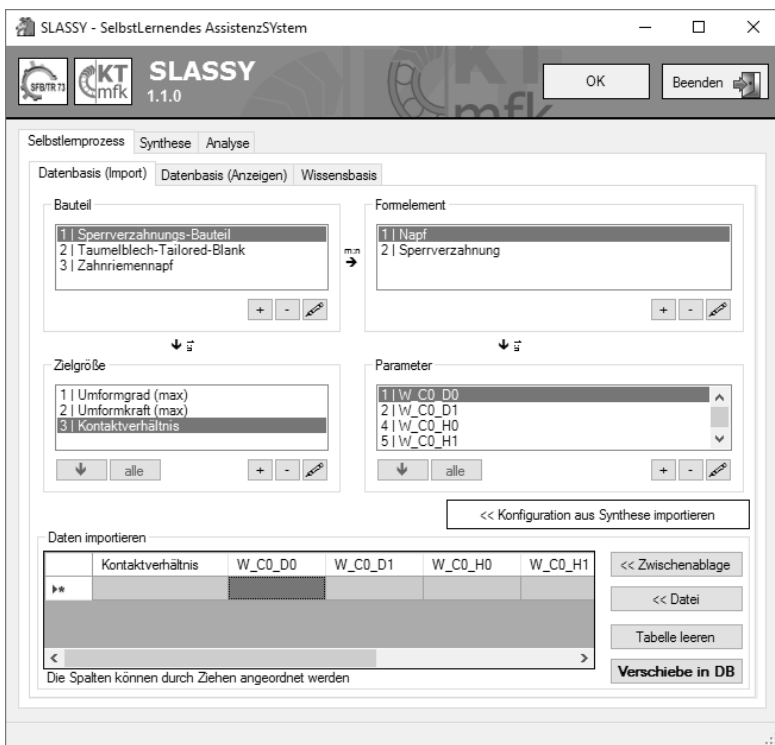 SLASSY - SelbstLernendes AssistenzSYstem
SFB/TR 73
KT
mfk
SLASSY
1.1.0
KT
mfk
OK
Beenden
Selbstlernprozess Synthese Analyse
Datenbasis (Import) Datenbasis (Anzeigen) Wissensbasis
Bauteil
1 | Sperrverzahnungs-Bauteil
2 | Taumelblech-Tailored-Blank
3 | Zahnriemennapf
+ -
m:n
Formelement
1 | Napf
2 | Sperrverzahnung
+ -
1:n
1:n
Zielgröße
1 | Umformgrad (max)
2 | Umformkraft (max)
3 | Kontaktverhältnis
alle + -
Parameter
1 | W_C0_D0
2 | W_C0_D1
4 | W_C0_H0
5 | W_C0_H1
alle + -
<< Konfiguration aus Synthese importieren
Daten importieren
Kontaktverhältnis W_C0_D0 W_C0_D1 W_C0_H0 W_C0_H1
<< Zwischenablage
<< Datei
Tabelle leeren
Verschiebe in DB
Die Spalten können durch Ziehen angeordnet werden